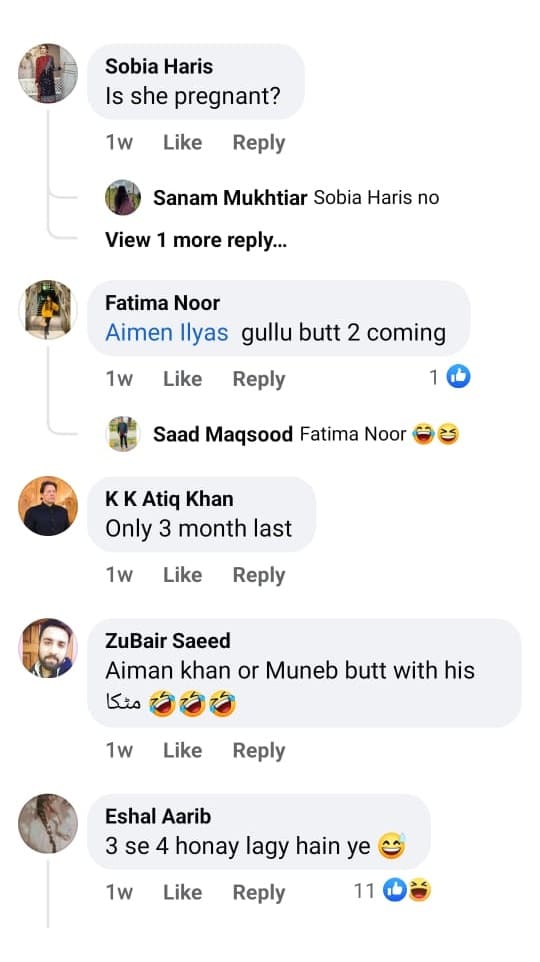 Sobia Haris
Is she pregnant?
1w Like Reply
Sanam Mukhtiar Sobia Haris no
View 1 more reply...
Fatima Noor
Aimen Ilyas gullu butt 2 coming
1w Like Reply 1
Saad Maqsood Fatima Noor 😂😆
K K Atiq Khan
Only 3 month last
1w Like Reply
ZuBair Saeed
Aiman khan or Muneb butt with his
مٹکا 🤣🤣🤣
1w Like Reply
Eshal Aarib
3 se 4 honay lagy hain ye 😅
1w Like Reply 11